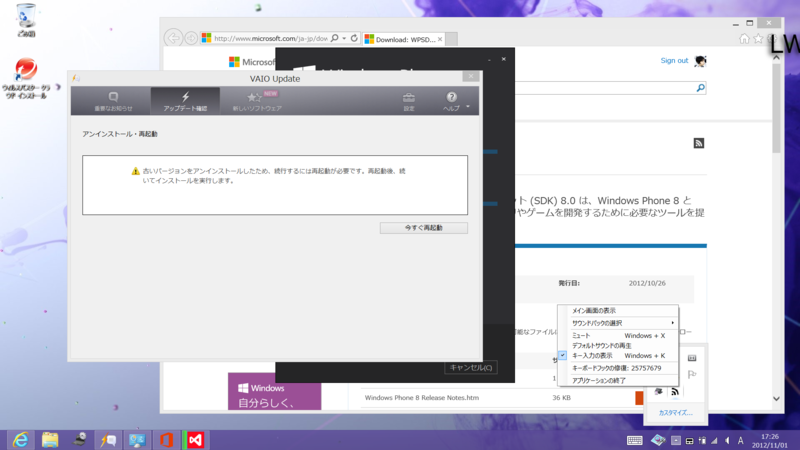 ごみ箱
ウイルスバスター クラウド インストール
http://www.microsoft.com/ja-jp/dow
Download: WPSD...
LW
Microsof
Sign out
VAIO Update
重要なお知らせ
アップデート確認
新しいソフトウェア
NEW
設定
ヘルプ
アンインストール・再起動
古いバージョンをアンインストールしたため、続行するには再起動が必要です。再起動後、続
いてインストールを実行します。
今すぐ再起動
ット (SDK) 8.0 は、Windows Phone 8 と
やゲームを開発するために必要なツールを提
発行日:
2012/10/26
メイン画面の表示
サウンドパックの選択
ミュート Windows + X
デフォルトサウンドの再生
キー入力の表示 Windows + K
キーボードフックの修復: 25757679
アプリケーションの終了
可能なファイルに
ロー
キャンセル(C)
Windows
自分らしく、
Windows Phone 8 Release Notes.htm
36 KB
カスタマイズ...
A
17:26
2012/11/01